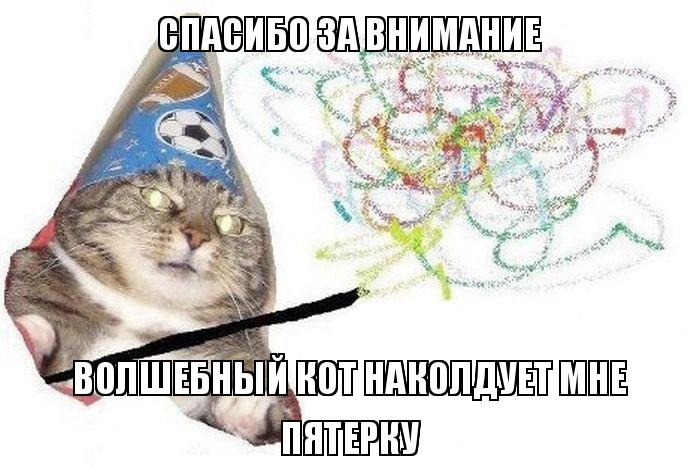 СПАСИБО ЗА ВНИМАНИЕ
ВОЛШЕБНЫЙ КОТ НАКОЛДУЕТ МНЕ
ПЯТЕРКУ